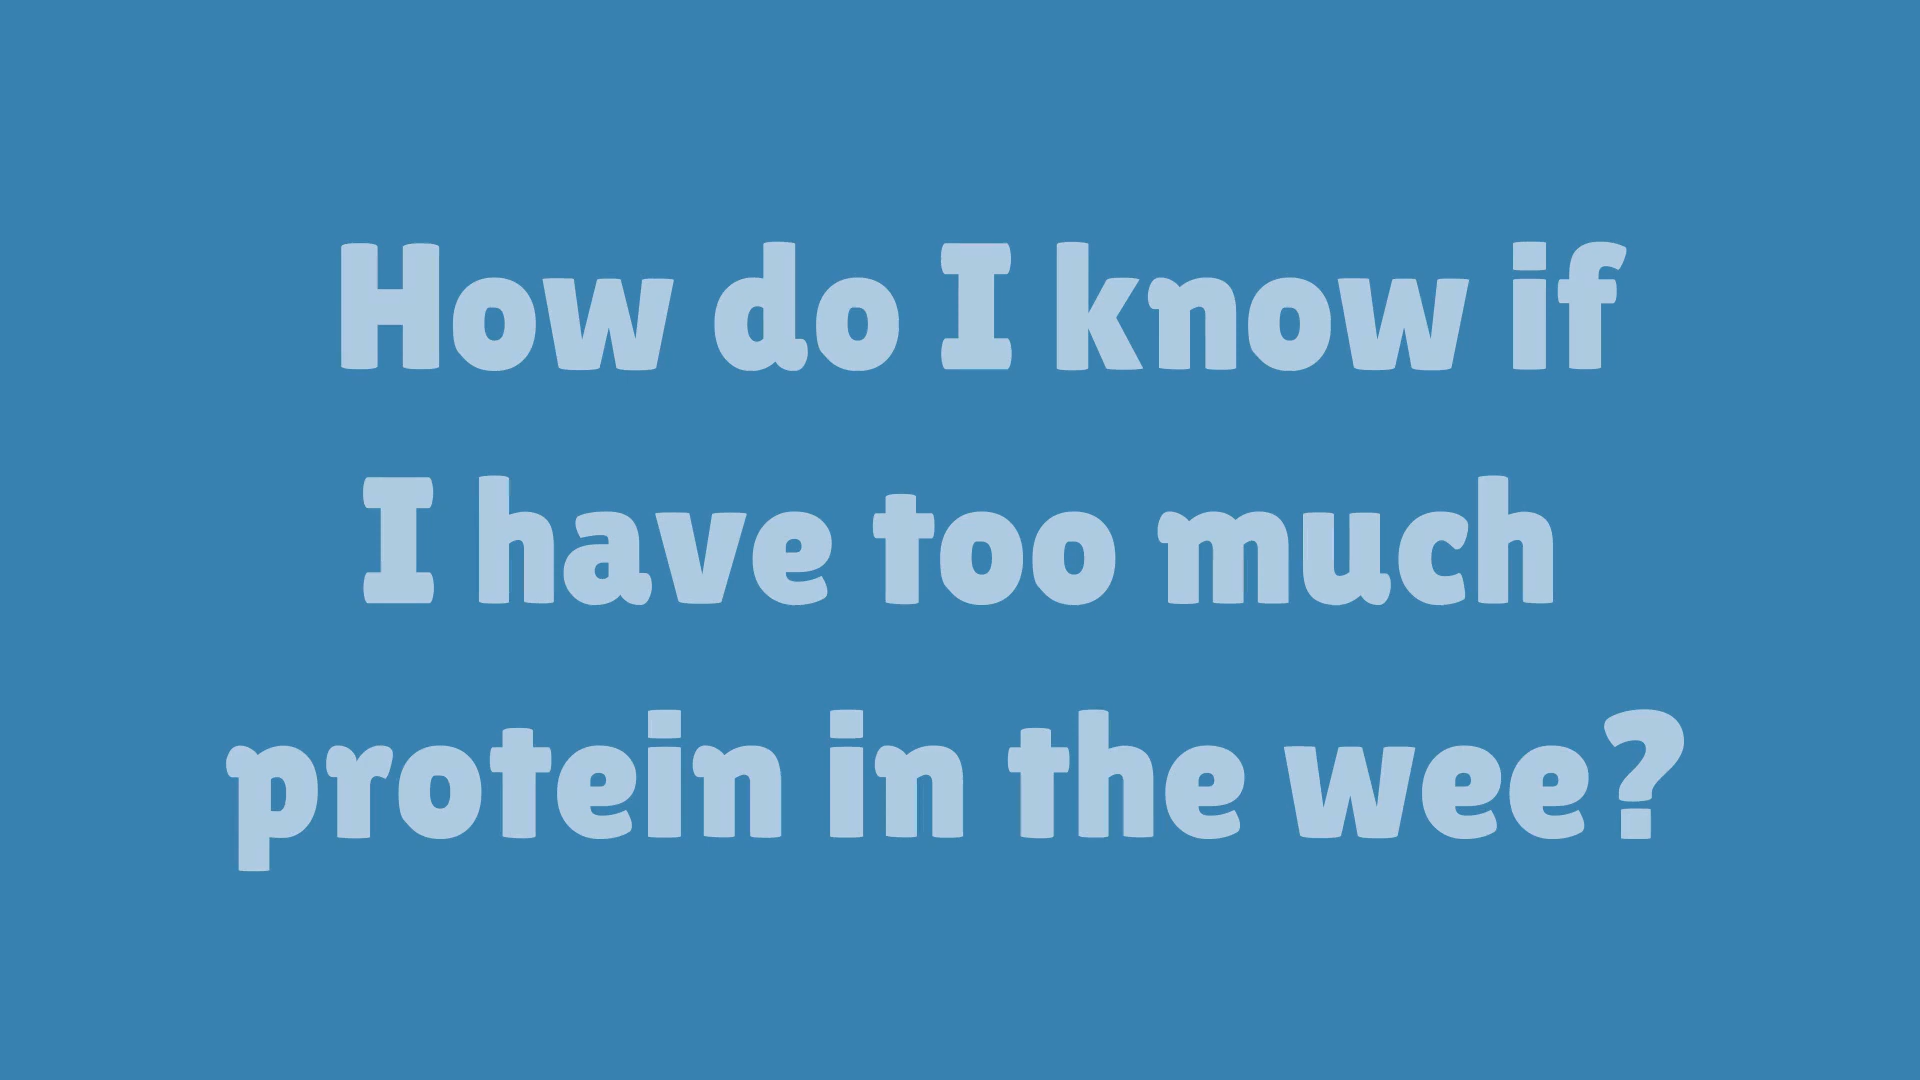 How do I know if
I have too much
protein in the wee?